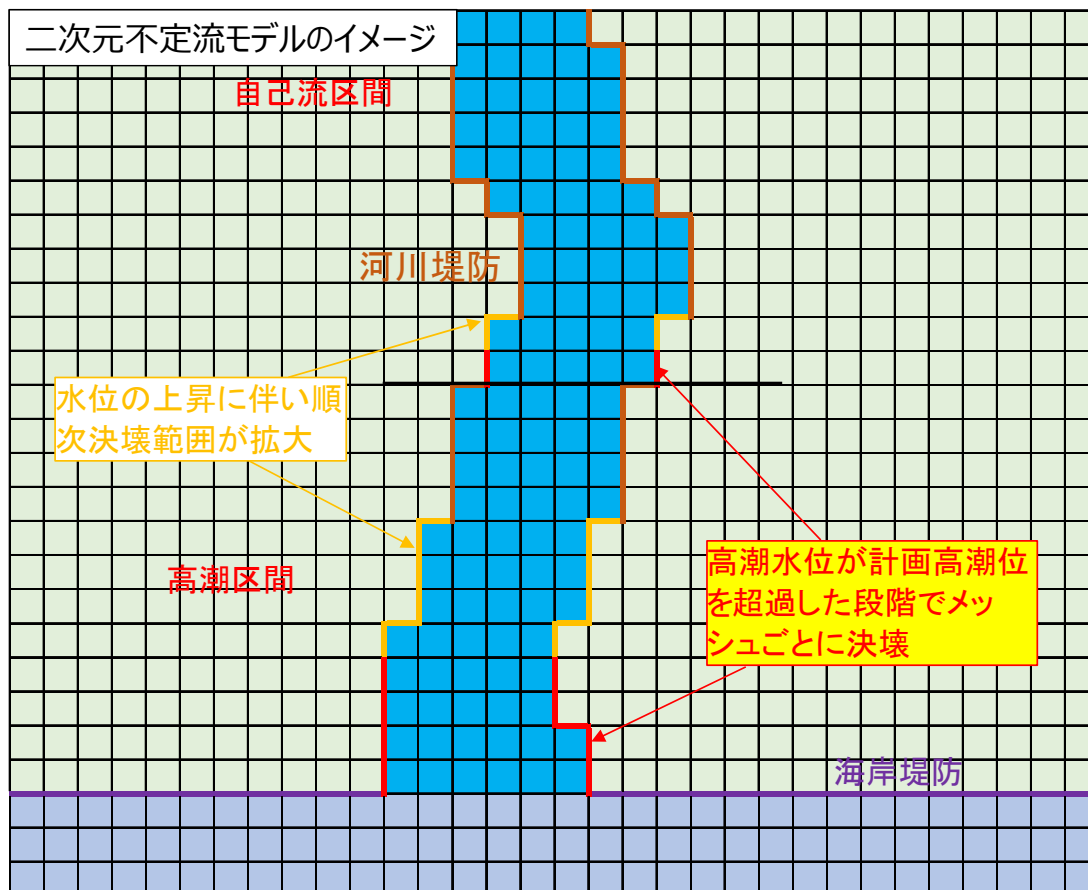 二次元不定流モデルのイメージ
自己流区間
河川堤防
水位の上昇に伴い順
次決壊範囲が拡大
高潮区間
高潮水位が計画高潮位
を超過した段階でメッ
シュごとに決壊
海岸堤防